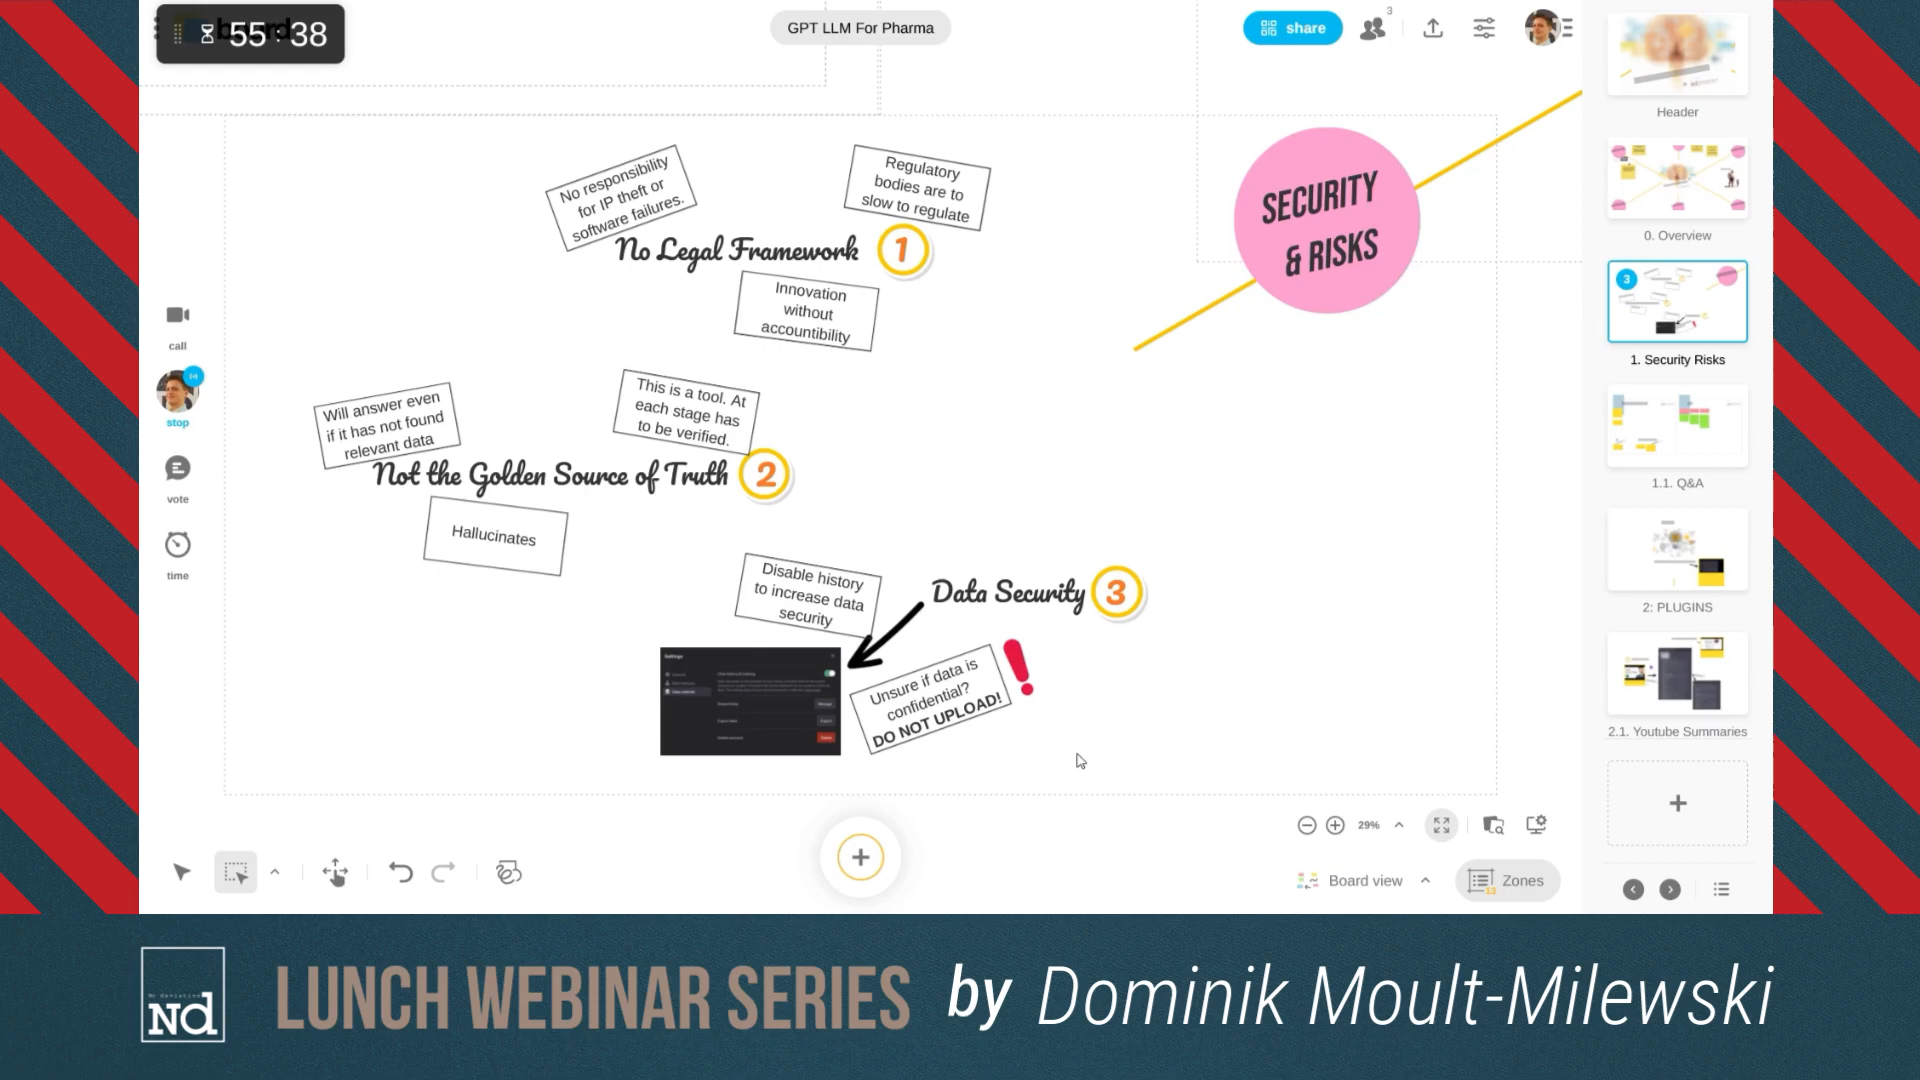 55 : 38
GPT LLM For Pharma
share
3
No responsibility
for IP theft or
software failures.
Regulatory
bodies are to
slow to regulate
No Legal Framework 1
Innovation
without
accountibility
SECURITY
& RISKS
Will answer even
if it has not found
relevant data
This is a tool. At
each stage has
to be verified.
Not the Golden Source of Truth 2
Hallucinates
Disable history
to increase data
security
Data Security 3
Settings
Unsure if data is
confidential?
DO NOT UPLOAD!
call
stop
vote
time
29%
Board view
13
Zones
Header
0. Overview
3
1. Security Risks
1.1. Q&A
2: PLUGINS
2.1. Youtube Summaries
Nd
LUNCH WEBINAR SERIES by Dominik Moult-Milewski